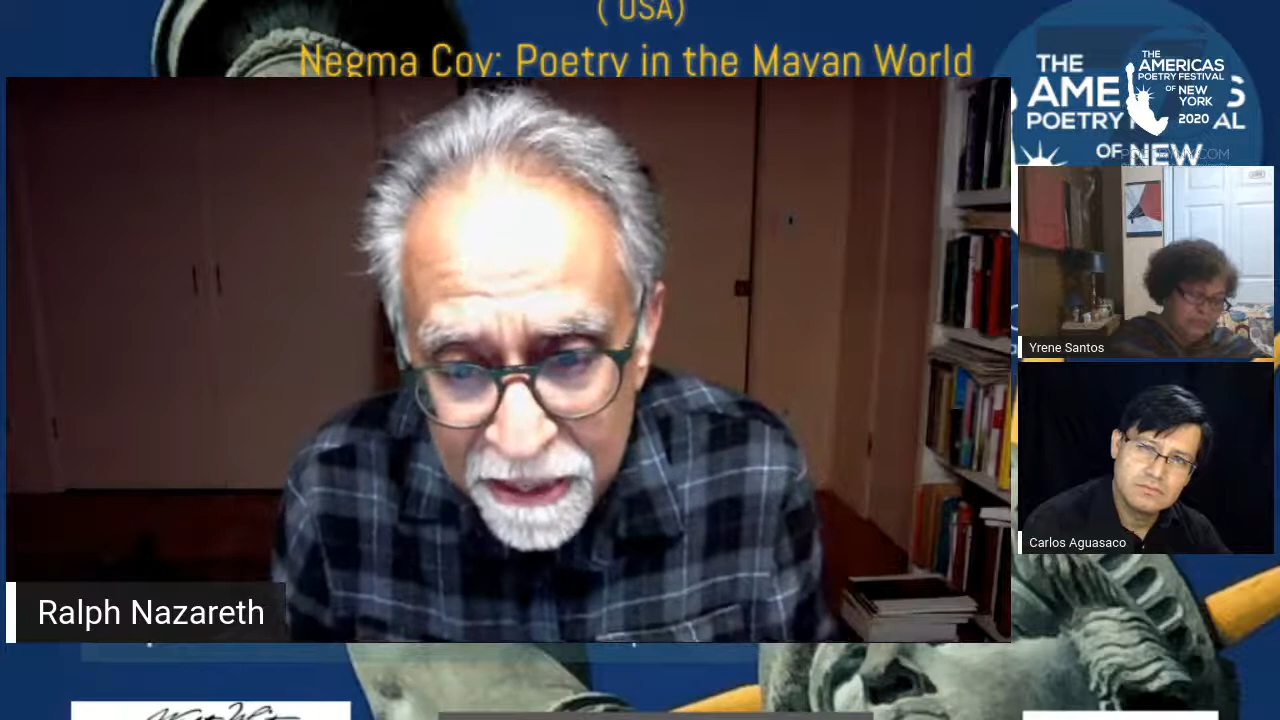 ( USA)
Negma Coy: Poetry in the Mayan World
THE
AME
POETRY
OF NEW
S
AL
THE
AMERICAS
POETRY FESTIVAL
OF NEW
YORK
2020
Yrene Santos
Carlos Aguasaco
Ralph Nazareth